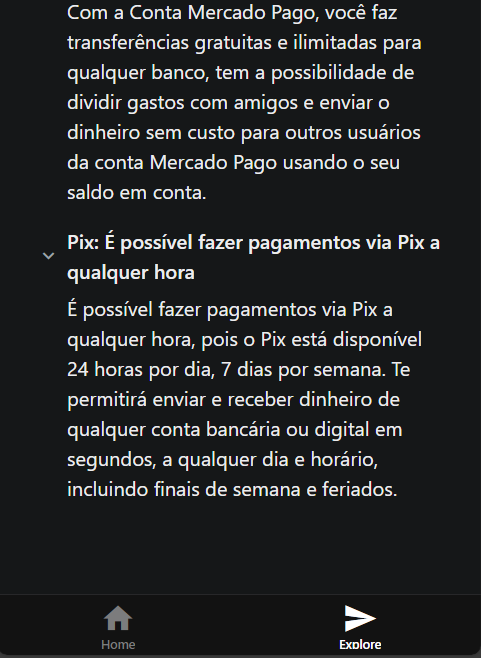 Com a Conta Mercado Pago, você faz
transferências gratuitas e ilimitadas para
qualquer banco, tem a possibilidade de
dividir gastos com amigos e enviar o
dinheiro sem custo para outros usuários
da conta Mercado Pago usando o seu
saldo em conta.
Pix: É possível fazer pagamentos via Pix a
qualquer hora
É possível fazer pagamentos via Pix a
qualquer hora, pois o Pix está disponível
24 horas por dia, 7 dias por semana. Te
permitirá enviar e receber dinheiro de
qualquer conta bancária ou digital em
segundos, a qualquer dia e horário,
incluindo finais de semana e feriados.
Home
Explore